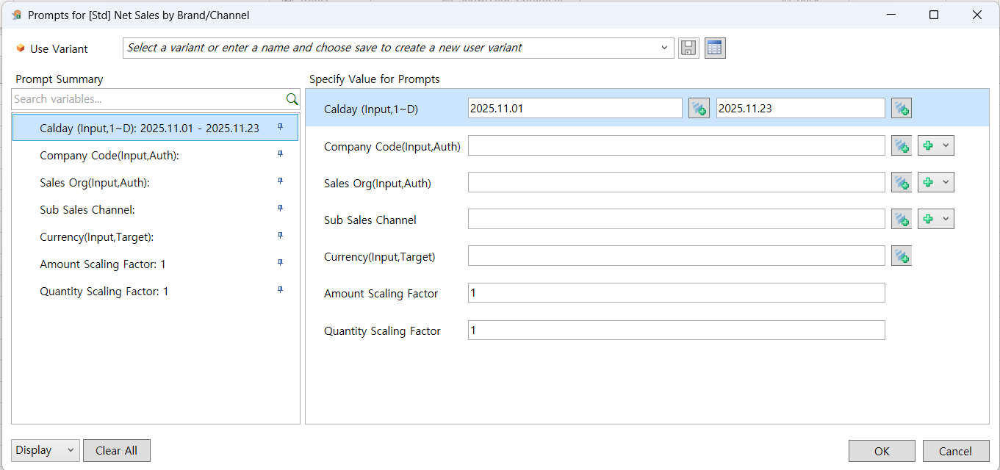 Prompts for [Std] Net Sales by Brand/Channel
Use Variant
Select a variant or enter a name and choose save to create a new user variant
Prompt Summary
Search variables...
Calday (Input,1~D): 2025.11.01 - 2025.11.23
Company Code(Input,Auth):
Sales Org(Input,Auth):
Sub Sales Channel:
Currency(Input,Target):
Amount Scaling Factor: 1
Quantity Scaling Factor: 1
Specify Value for Prompts
Calday (Input,1~D) 2025.11.01 2025.11.23
Company Code(Input,Auth)
Sales Org(Input,Auth)
Sub Sales Channel
Currency(Input,Target)
Amount Scaling Factor 1
Quantity Scaling Factor 1
Display Clear All OK Cancel